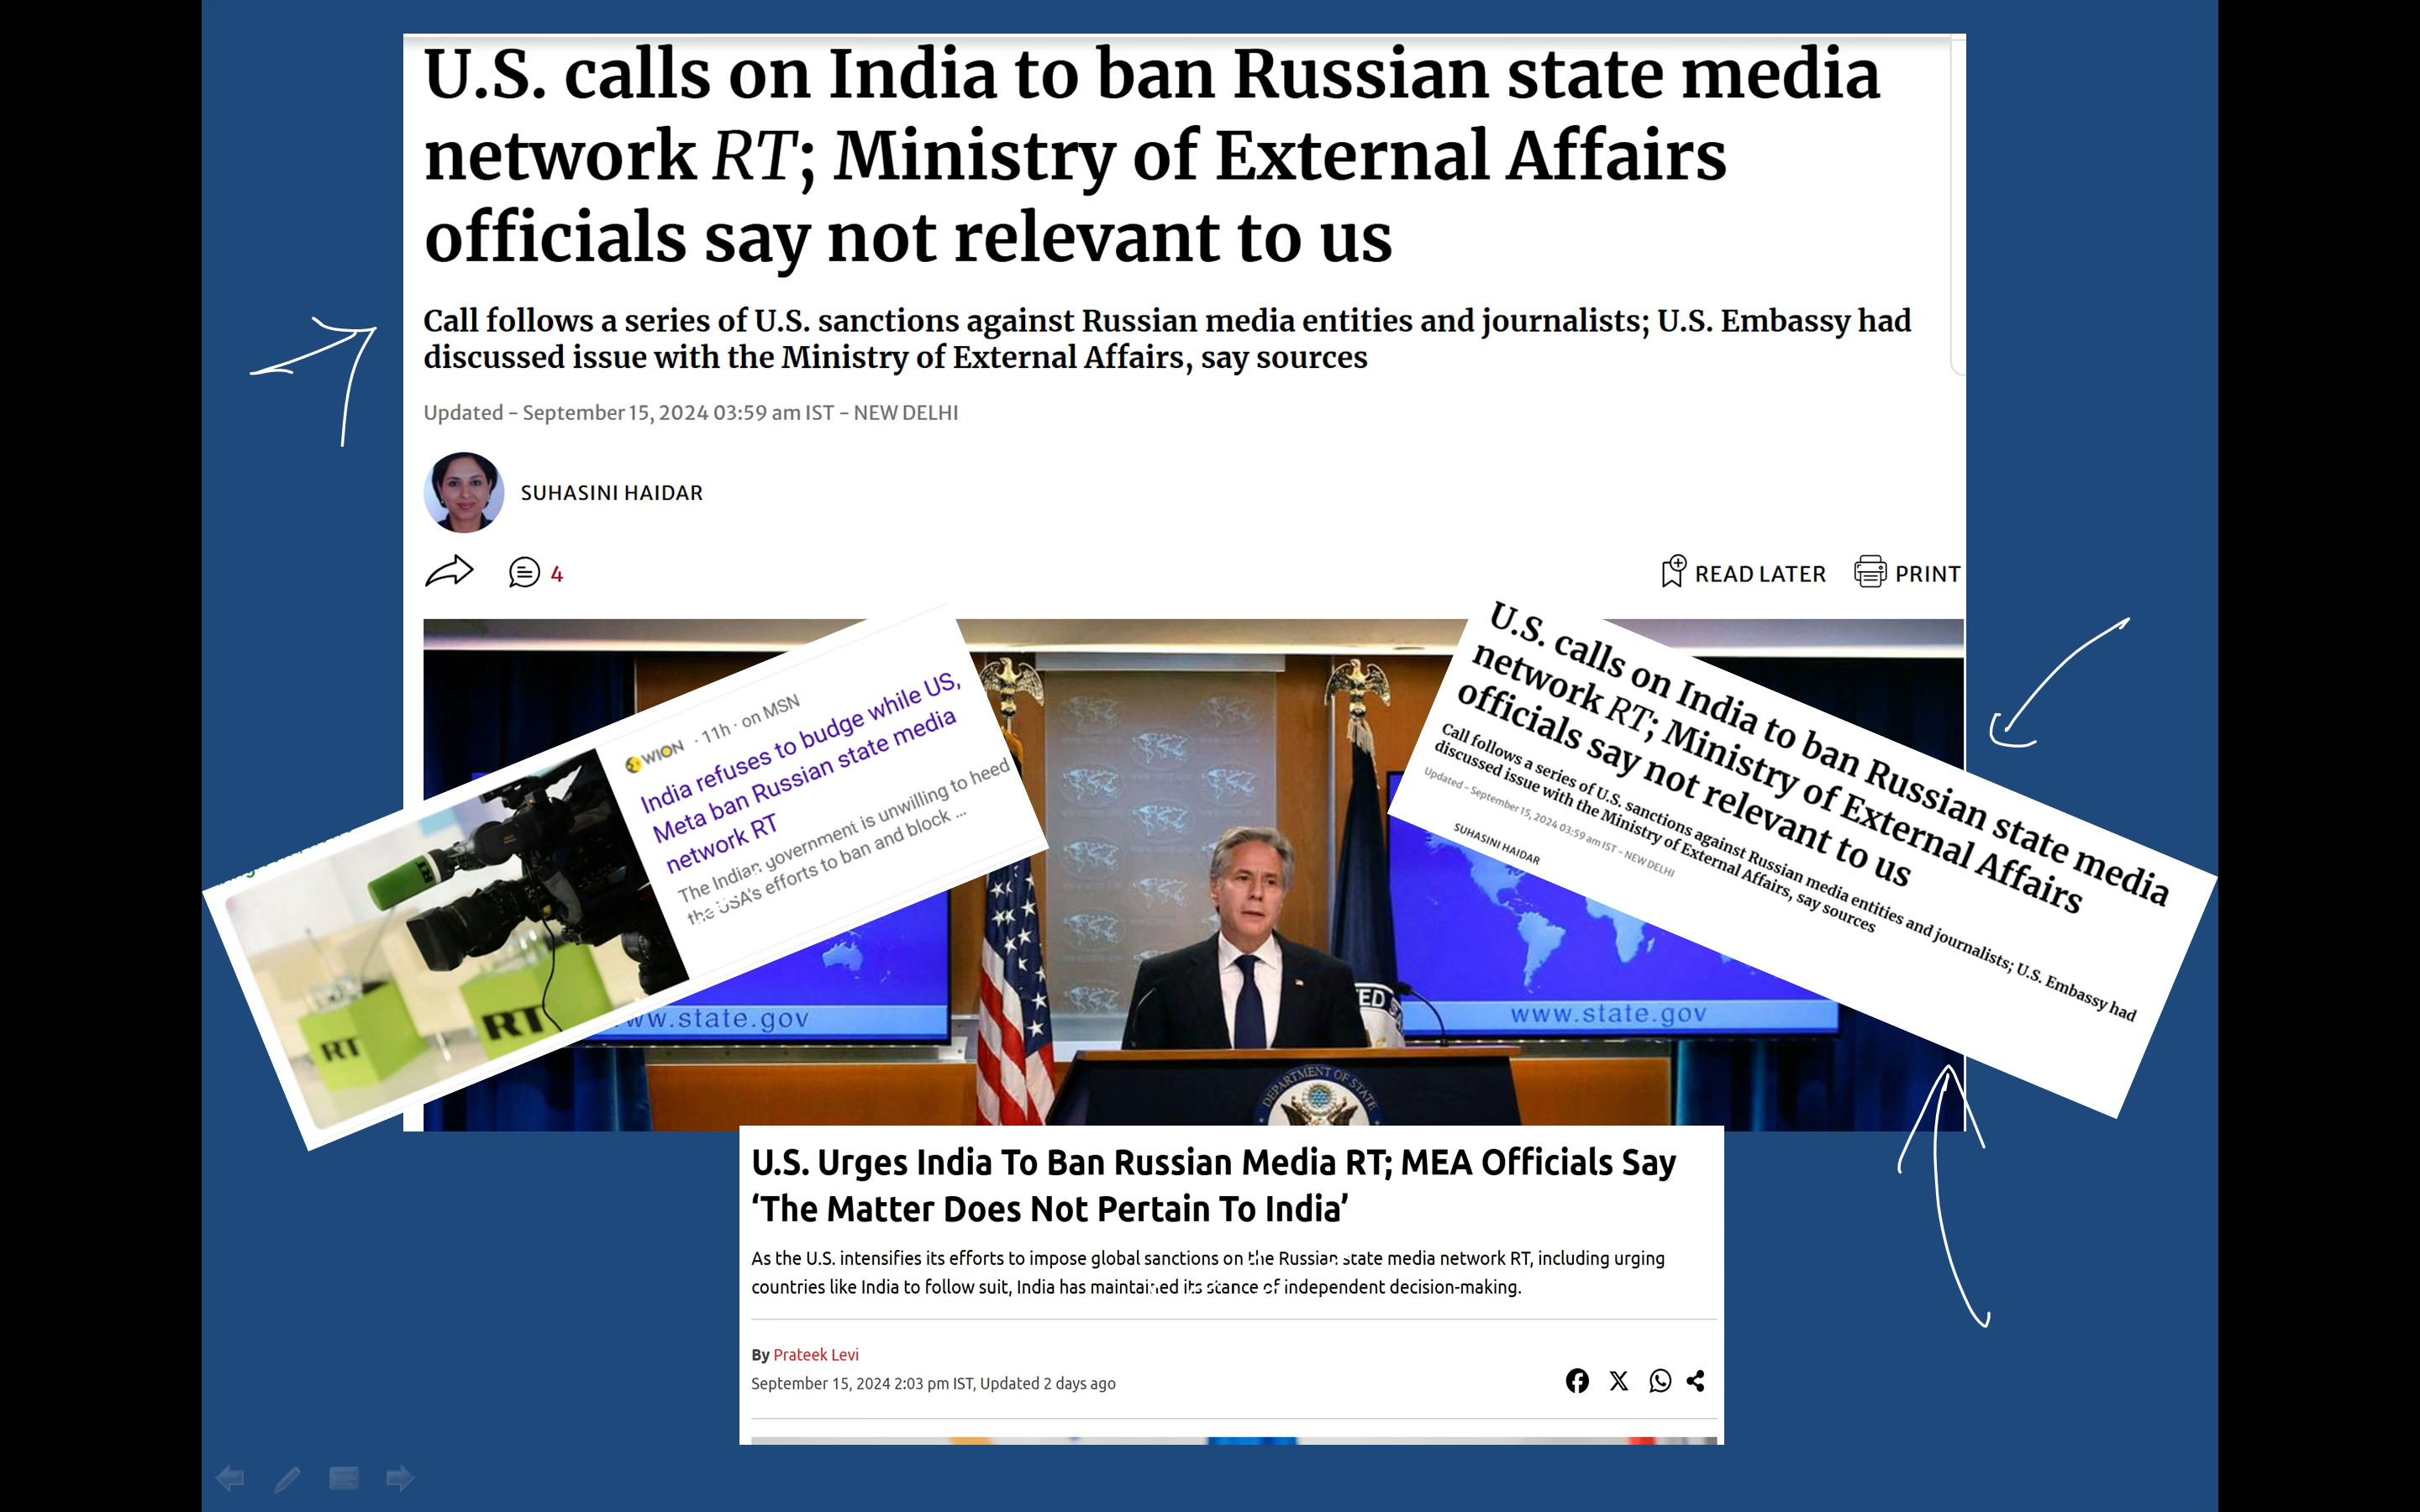 U.S. calls on India to ban Russian state media
network RT; Ministry of External Affairs
officials say not relevant to us
Call follows a series of U.S. sanctions against Russian media entities and journalists; U.S. Embassy had
discussed issue with the Ministry of External Affairs, say sources
Updated - September 15, 2024 03:59 am IST - NEW DELHI
SUHASINI HAIDAR
4
READ LATER
PRINT
WION · 11h · on MSN
India refuses to budge while US,
Meta ban Russian state media
network RT
The Indian government is unwilling to heed
the USA's efforts to ban and block ...
RT
RT
RT
U.S. calls on India to ban Russian state media
network RT; Ministry of External Affairs
officials say not relevant to us
Call follows a series of U.S. sanctions against Russian media entities and journalists; U.S. Embassy had
discussed issue with the Ministry of External Affairs, say sources
Updated - September 15, 2024 03:59 am IST - NEW DELHI
SUHASINI HAIDAR
www.state.gov
www.state.gov
DEPARTMENT OF STATE
U.S. Urges India To Ban Russian Media RT; MEA Officials Say
‘The Matter Does Not Pertain To India’
As the U.S. intensifies its efforts to impose global sanctions on the Russian state media network RT, including urging
countries like India to follow suit, India has maintained its stance of independent decision-making.
By Prateek Levi
September 15, 2024 2:03 pm IST, Updated 2 days ago